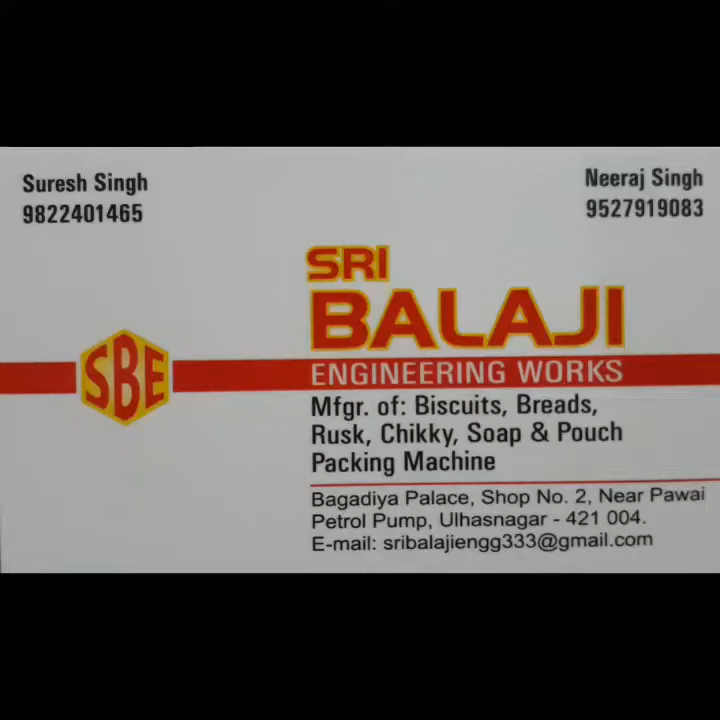 Suresh Singh
9822401465
Neeraj Singh
9527919083
SRI
BALAJI
SBE
ENGINEERING WORKS
Mfgr. of: Biscuits, Breads,
Rusk, Chikky, Soap & Pouch
Packing Machine
Bagadiya Palace, Shop No. 2, Near Pawai
Petrol Pump, Ulhasnagar - 421 004.
E-mail: sribalajiengg333@gmail.com